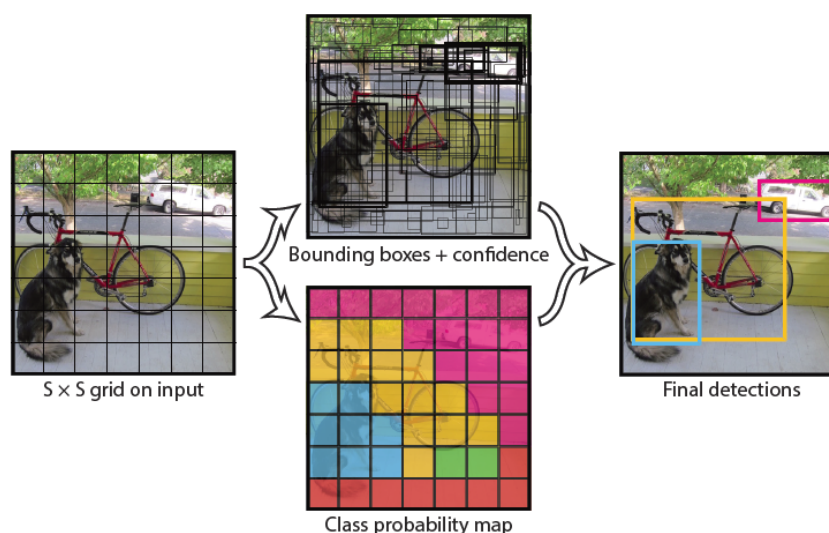 S × S grid on input
Bounding boxes + confidence
Class probability map
Final detections